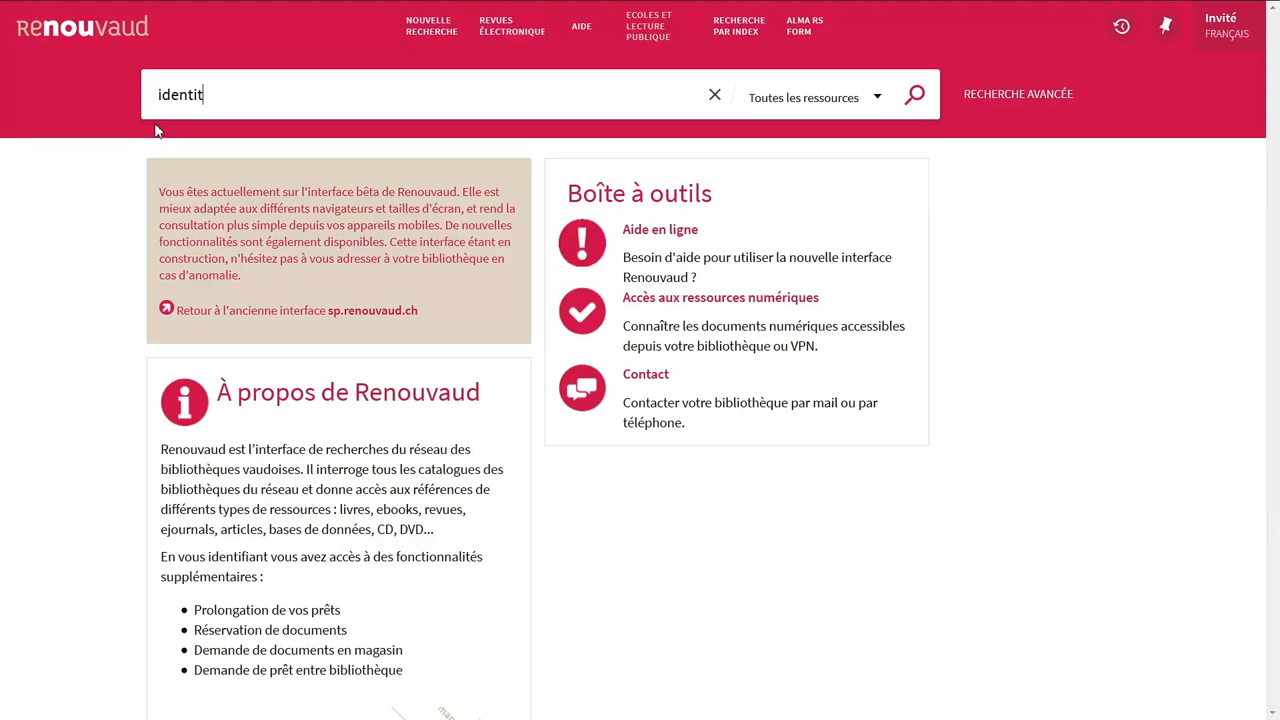 Renouvaud
NOUVELLE
RECHERCHE
REVUES
ÉLECTRONIQUE
AIDE
ECOLES ET
LECTURE
PUBLIQUE
RECHERCHE
PAR INDEX
ALMA RS
FORM
Invité
FRANÇAIS
identit
Toutes les ressources
RECHERCHE AVANCÉE
Vous êtes actuellement sur l'interface bêta de Renouvaud. Elle est
mieux adaptée aux différents navigateurs et tailles d'écran, et rend la
consultation plus simple depuis vos appareils mobiles. De nouvelles
fonctionnalités sont également disponibles. Cette interface étant en
construction, n'hésitez pas à vous adresser à votre bibliothèque en
cas d'anomalie.
Retour à l'ancienne interface sp.renouvaud.ch
À propos de Renouvaud
Renouvaud est l'interface de recherches du réseau des
bibliothèques vaudoises. Il interroge tous les catalogues des
bibliothèques du réseau et donne accès aux références de
différents types de ressources : livres, ebooks, revues,
ejournals, articles, bases de données, CD, DVD...
En vous identifiant vous avez accès à des fonctionnalités
supplémentaires :
• Prolongation de vos prêts
• Réservation de documents
• Demande de documents en magasin
• Demande de prêt entre bibliothèque
Boîte à outils
Aide en ligne
Besoin d'aide pour utiliser la nouvelle interface
Renouvaud ?
Accès aux ressources numériques
Connaître les documents numériques accessibles
depuis votre bibliothèque ou VPN.
Contact
Contacter votre bibliothèque par mail ou par
téléphone.